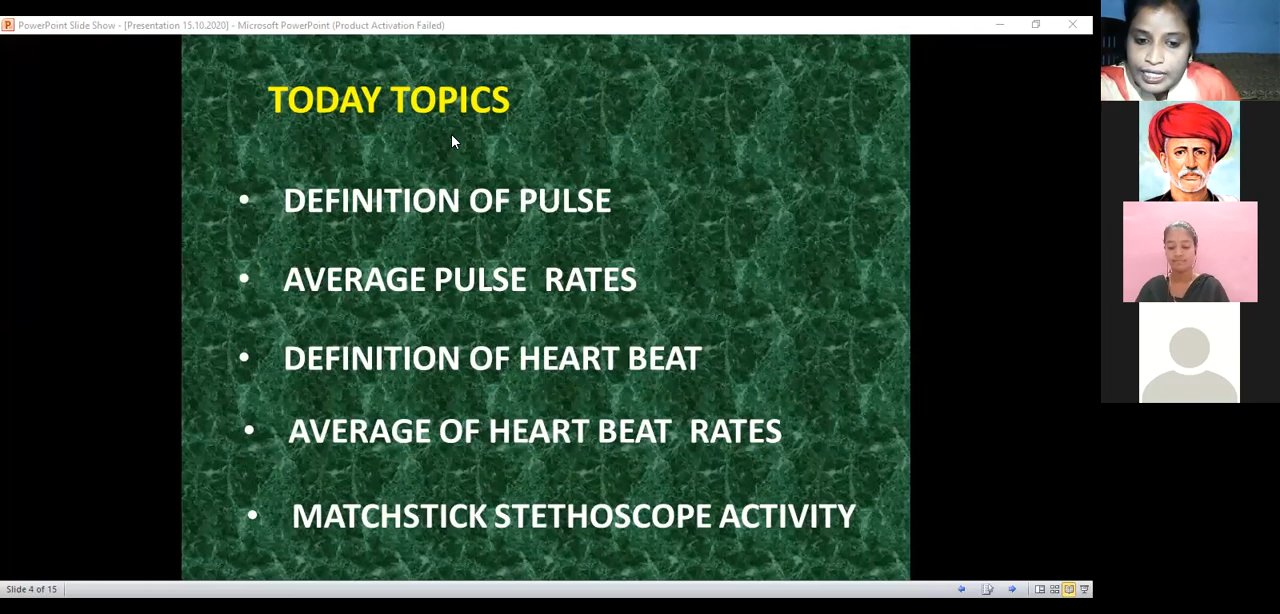 PowerPoint Slide Show - [Presentation 15.10.2020] - Microsoft PowerPoint (Product Activation Failed)
TODAY TOPICS
• DEFINITION OF PULSE
• AVERAGE PULSE RATES
• DEFINITION OF HEART BEAT
• AVERAGE OF HEART BEAT RATES
• MATCHSTICK STETHOSCOPE ACTIVITY
Slide 4 of 15